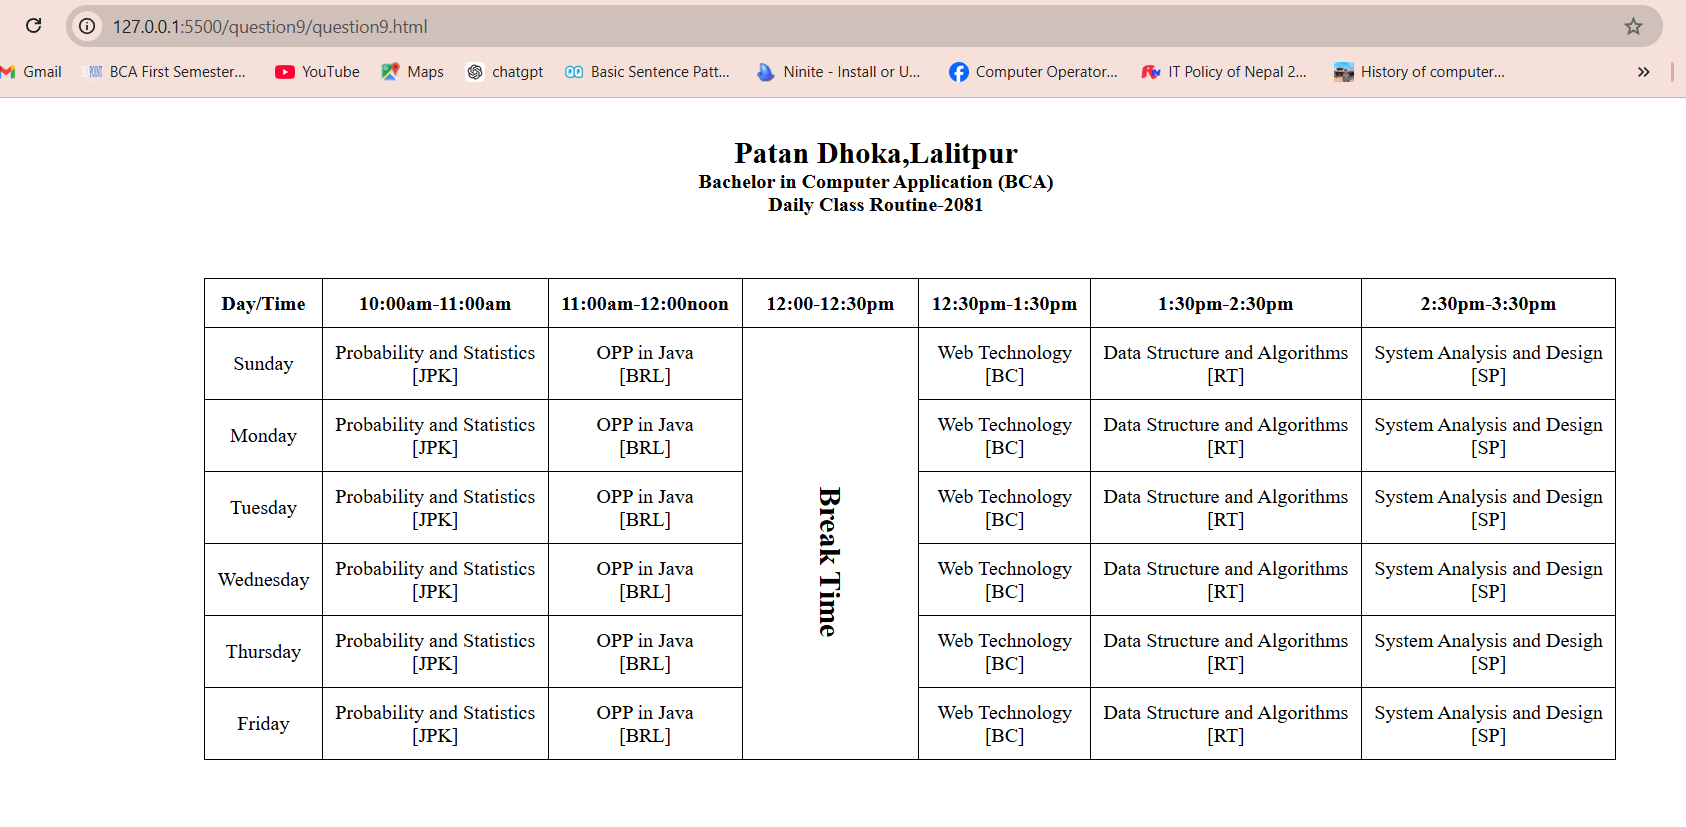 127.0.0.1:5500/question9/question9.html
Gmail BCA First Semester... YouTube Maps chatgpt Basic Sentence Patt... Ninite - Install or U... Computer Operator... IT Policy of Nepal 2... History of computer...
Patan Dhoka,Lalitpur
Bachelor in Computer Application (BCA)
Daily Class Routine-2081
Day/Time 10:00am-11:00am 11:00am-12:00noon 12:00-12:30pm 12:30pm-1:30pm 1:30pm-2:30pm 2:30pm-3:30pm
Sunday Probability and Statistics OPP in Java Web Technology Data Structure and Algorithms System Analysis and Design
[JPK] [BRL] [BC] [RT] [SP]
Monday Probability and Statistics OPP in Java Web Technology Data Structure and Algorithms System Analysis and Design
[JPK] [BRL] [BC] [RT] [SP]
Tuesday Probability and Statistics OPP in Java Web Technology Data Structure and Algorithms System Analysis and Design
[JPK] [BRL] [BC] [RT] [SP]
Break Time
Wednesday Probability and Statistics OPP in Java Web Technology Data Structure and Algorithms System Analysis and Design
[JPK] [BRL] [BC] [RT] [SP]
Thursday Probability and Statistics OPP in Java Web Technology Data Structure and Algorithms System Analysis and Desigh
[JPK] [BRL] [BC] [RT] [SP]
Friday Probability and Statistics OPP in Java Web Technology Data Structure and Algorithms System Analysis and Design
[JPK] [BRL] [BC] [RT] [SP]